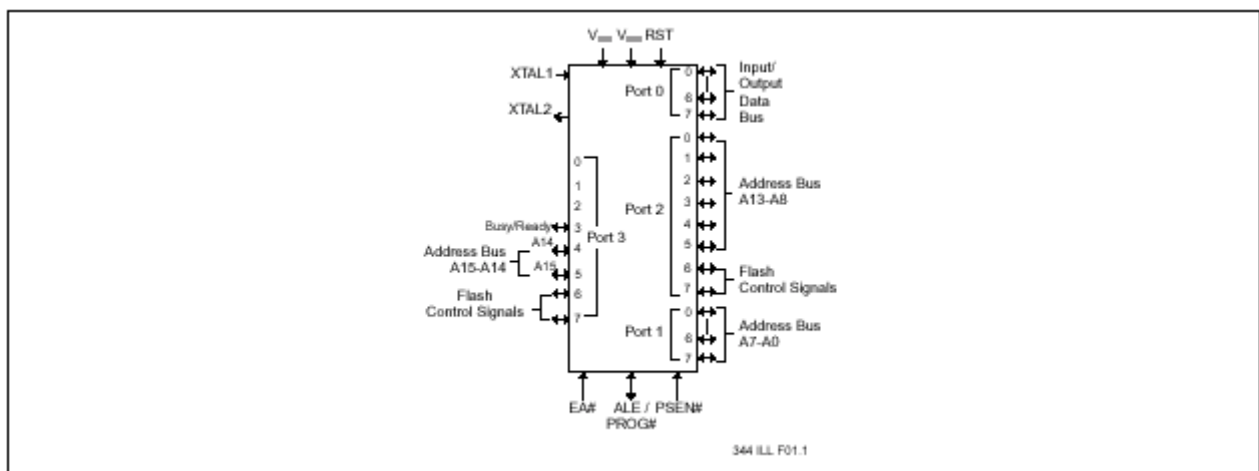 V V RST
XTAL1
XTAL2
Port 0
0
6
7
Input/
Output
Data
Bus
Port 2
0
1
2
3
4
5
6
7
Address Bus
A13-A8
Flash
Control Signals
Port 3
0
1
2
3
4
5
6
7
Busy/Ready
A14
A15
Address Bus
A15-A14
Flash
Control Signals
Port 1
0
6
7
Address Bus
A7-A0
EA# ALE / PSEN#
PROG#
344 ILL F01.1